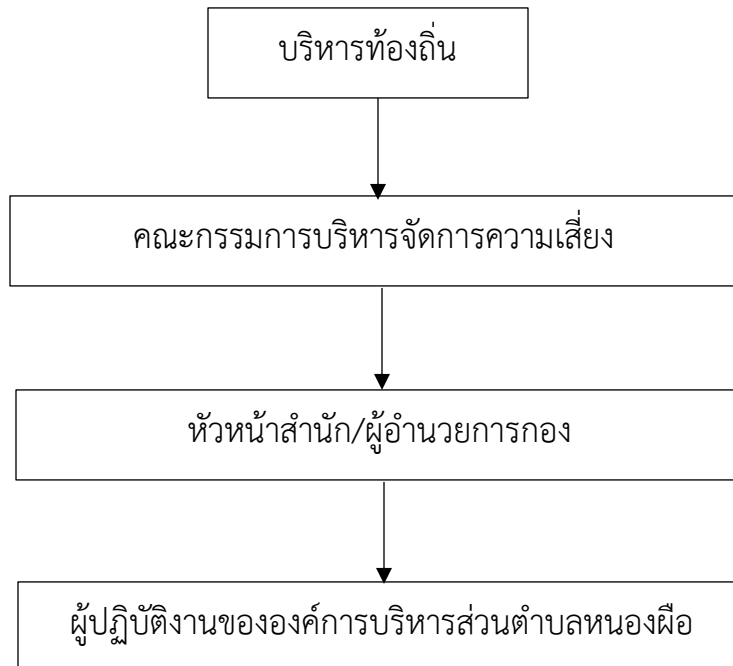 บริหารท้องถิ่น
คณะกรรมการบริหารจัดการความเสี่ยง
หัวหน้าสำนัก/ผู้อำนวยการกอง
ผู้ปฏิบัติงานขององค์การบริหารส่วนตำบลหนองผือ